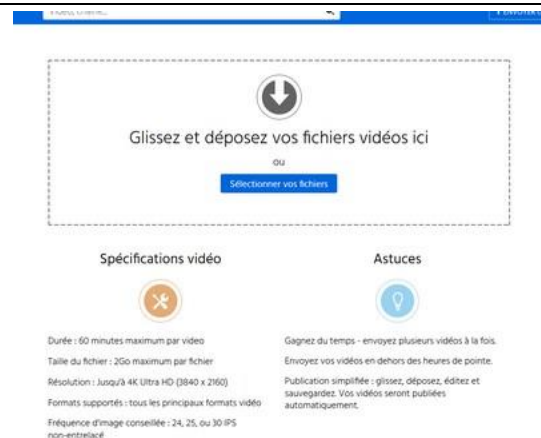 Glissez et déposez vos fichiers vidéos ici
ou
Sélectionner vos fichiers
Spécifications vidéo
Durée : 60 minutes maximum par video
Taille du fichier : 2Go maximum par fichier
Résolution : Jusqu'à 4K Ultra HD (3840 x 2160)
Formats supportés : tous les principaux formats vidéo
Fréquence d'image conseillée : 24, 25, ou 30 IPS
non-entrelacé
Astuces
Gagnez du temps - envoyez plusieurs vidéos à la fois.
Envoyez vos vidéos en dehors des heures de pointe.
Publication simplifiée : glissez, déposez, éditez et
sauvegardez. Vos vidéos seront publiées
automatiquement.